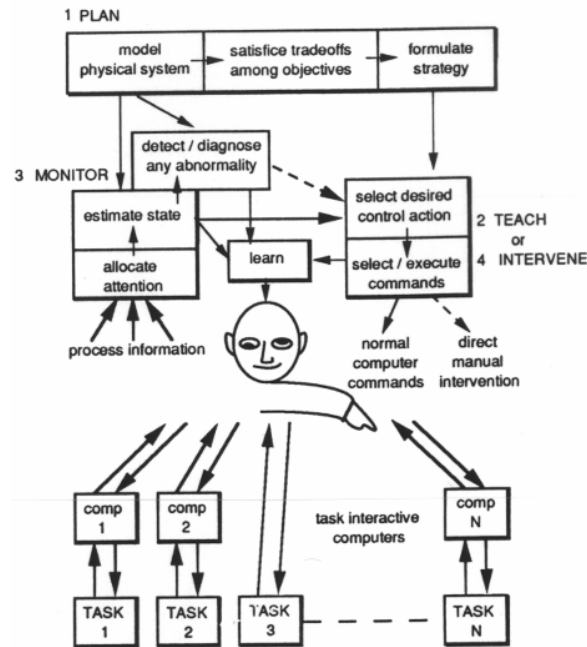 1 PLAN
model
physical system
satisfice tradeoffs
among objectives
formulate
strategy
detect / diagnose
any abnormality
3 MONITOR
estimate state
allocate
attention
process information
learn
select desired
control action
select / execute
commands
2 TEACH
or
4 INTERVENE
normal
computer
commands
direct
manual
intervention
comp
1
comp
2
task interactive
computers
comp
N
TASK
1
TASK
2
TASK
3
TASK
N